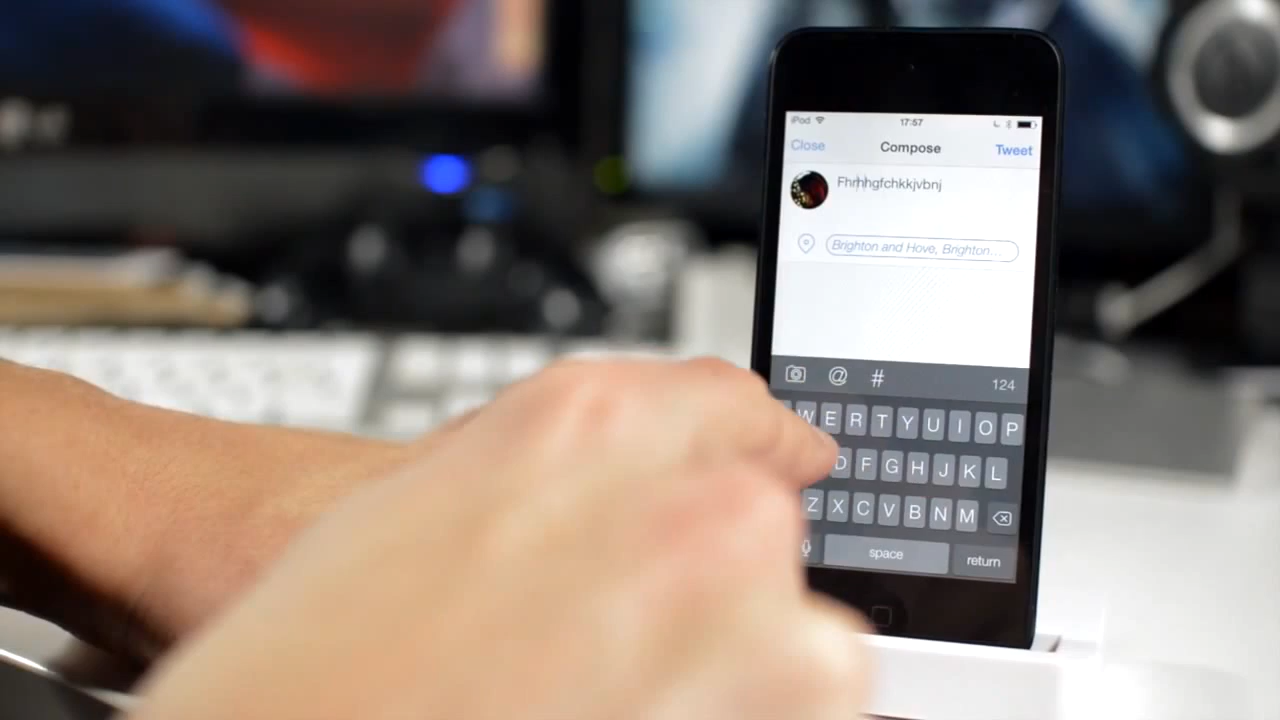 iPod 17:57
Close Compose Tweet
Fhrhhgfchkkjvbnj
Brighton and Hove, Brighton...
@ # 124
W E R T Y U I O P
D F G H J K L
Z X C V B N M
space return